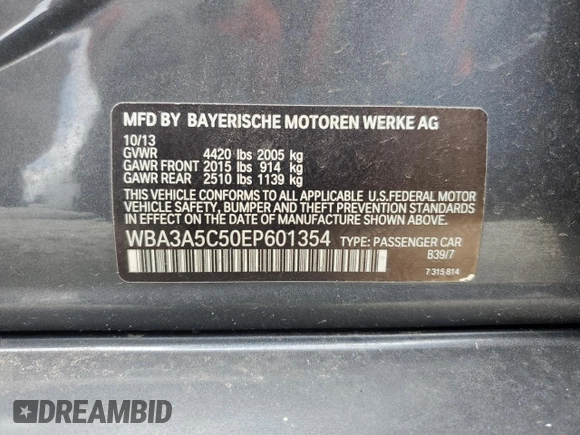 MFD BY BAYERISCHE MOTOREN WERKE AG
10/13
GVWR 4420 lbs 2005 kg
GAWR FRONT 2015 lbs 914 kg
GAWR REAR 2510 lbs 1139 kg
THIS VEHICLE CONFORMS TO ALL APPLICABLE U.S.FEDERAL MOTOR
VEHICLE SAFETY, BUMPER AND THEFT PREVENTION STANDARDS IN
EFFECT ON THE DATE OF MANUFACTURE SHOWN ABOVE.
WBA3A5C50EP601354 TYPE: PASSENGER CAR
B39/7
7 315 814
DREAMBID